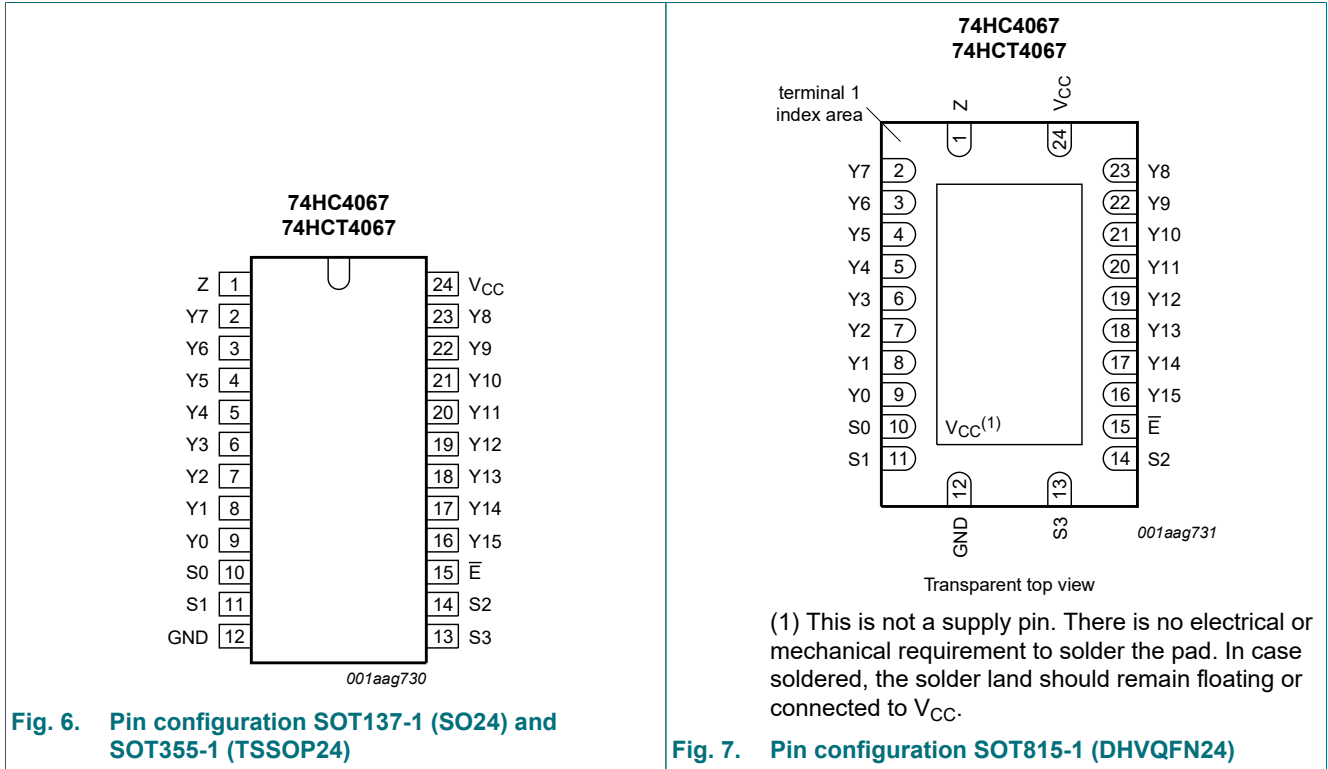 74HC4067
74HCT4067
Z 1
Y7 2
Y6 3
Y5 4
Y4 5
Y3 6
Y2 7
Y1 8
Y0 9
S0 10
S1 11
GND 12
24 VCC
23 Y8
22 Y9
21 Y10
20 Y11
19 Y12
18 Y13
17 Y14
16 Y15
15 E̅
14 S2
13 S3
001aag730
Fig. 6. Pin configuration SOT137-1 (SO24) and
SOT355-1 (TSSOP24)
74HC4067
74HCT4067
terminal 1
index area
Z
1
VCC
24
Y7 2
Y6 3
Y5 4
Y4 5
Y3 6
Y2 7
Y1 8
Y0 9
S0 10
S1 11
VCC(1)
23 Y8
22 Y9
21 Y10
20 Y11
19 Y12
18 Y13
17 Y14
16 Y15
15 E̅
14 S2
12
GND
13
S3
001aag731
Transparent top view
(1) This is not a supply pin. There is no electrical or
mechanical requirement to solder the pad. In case
soldered, the solder land should remain floating or
connected to VCC.
Fig. 7. Pin configuration SOT815-1 (DHVQFN24)